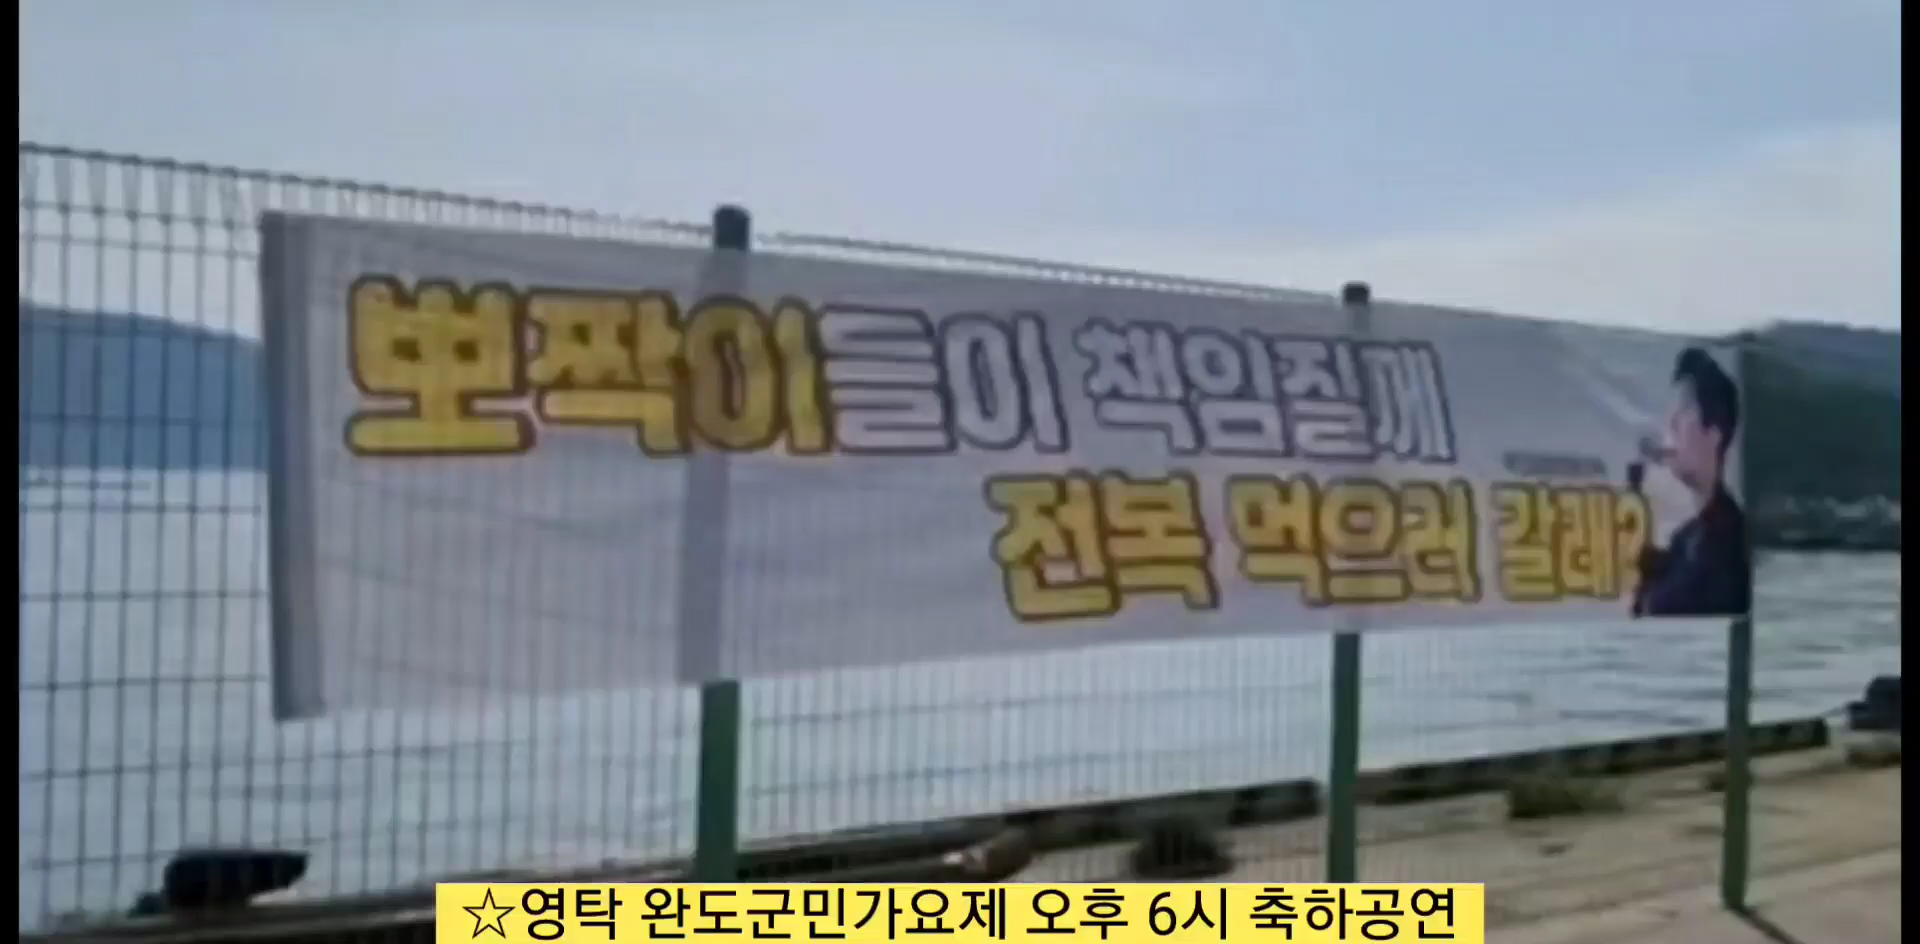 뽀짝이들이 책임질께
전복 먹으러 갈래?
☆영탁 완도군민가요제 오후 6시 축하공연